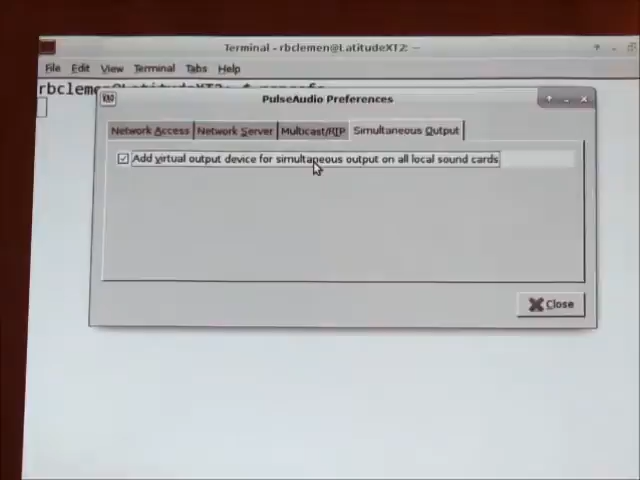 Terminal - rbclemen@LatitudeXT2: ~
File Edit View Terminal Tabs Help
PulseAudio Preferences
Network Access Network Server Multicast/RTP Simultaneous Output
Add virtual output device for simultaneous output on all local sound cards
Close